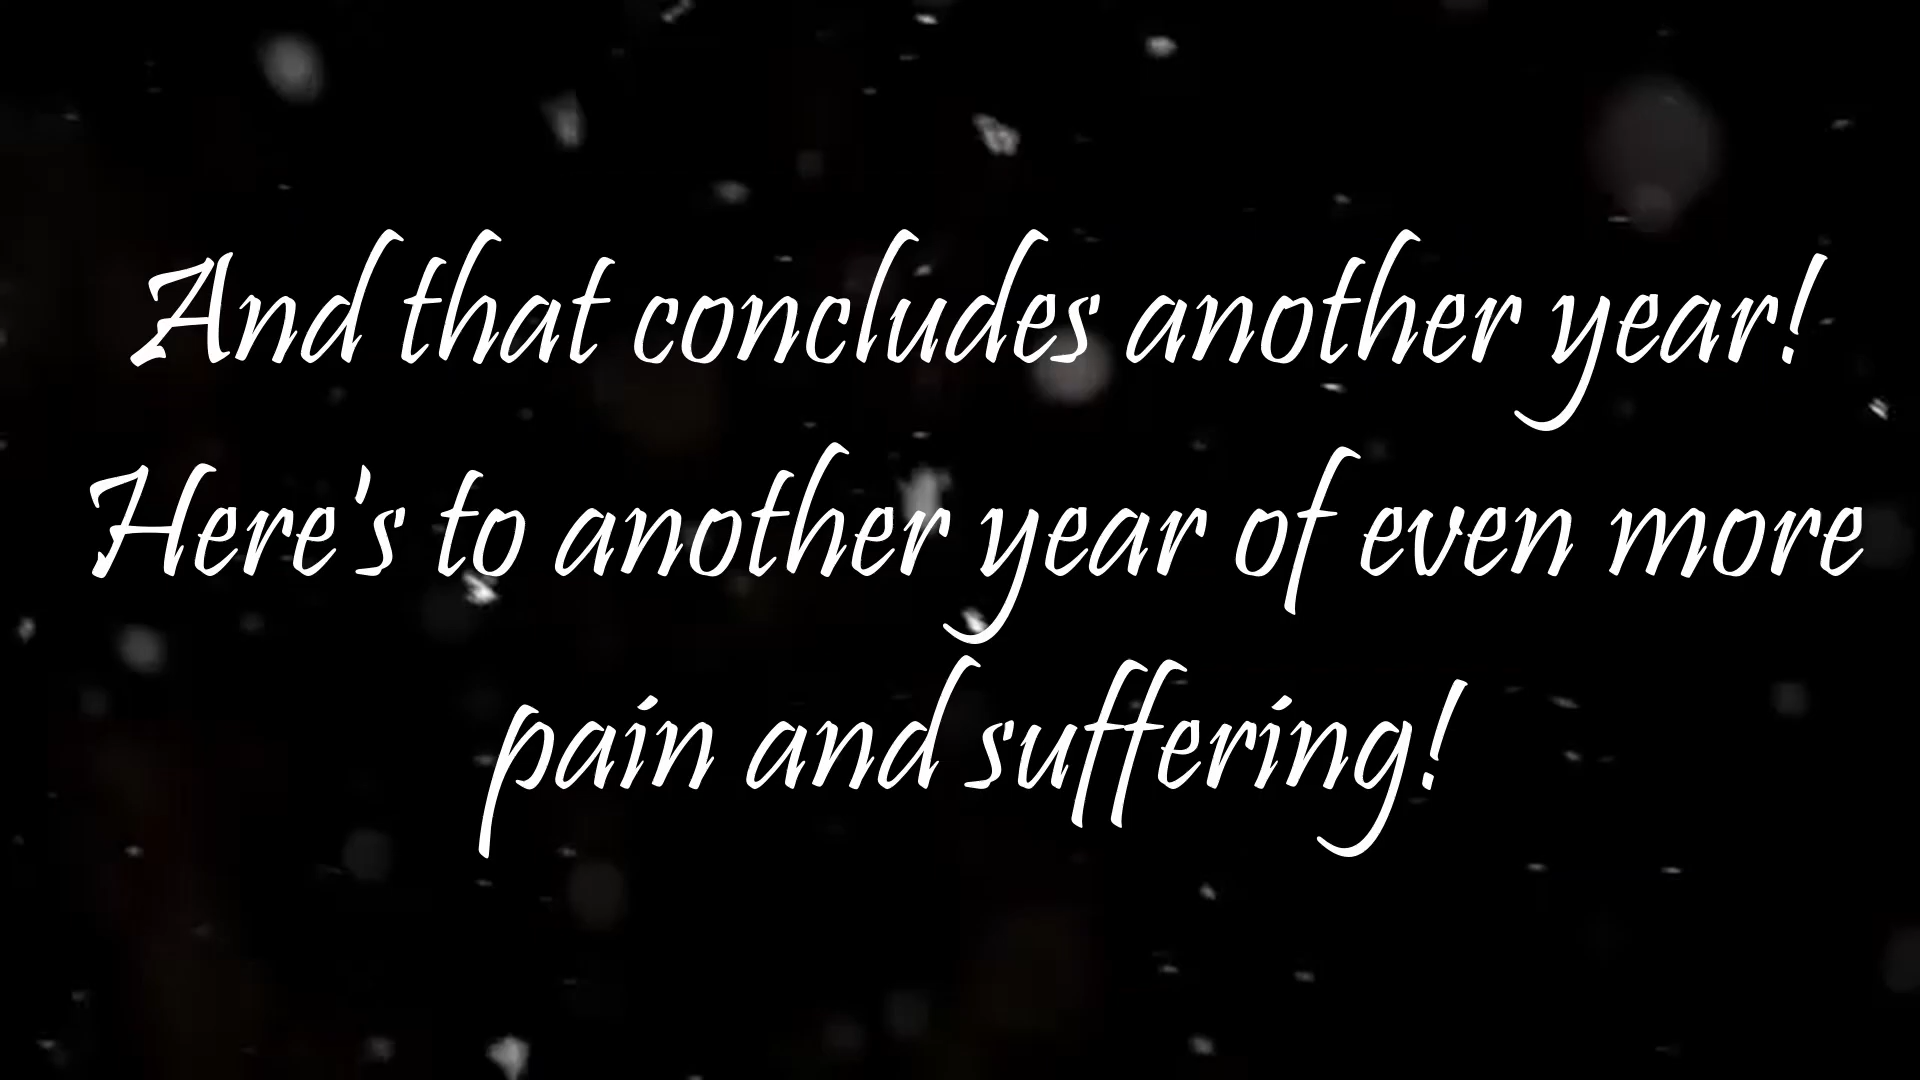 And that concludes another year!
Here's to another year of even more
pain and suffering!